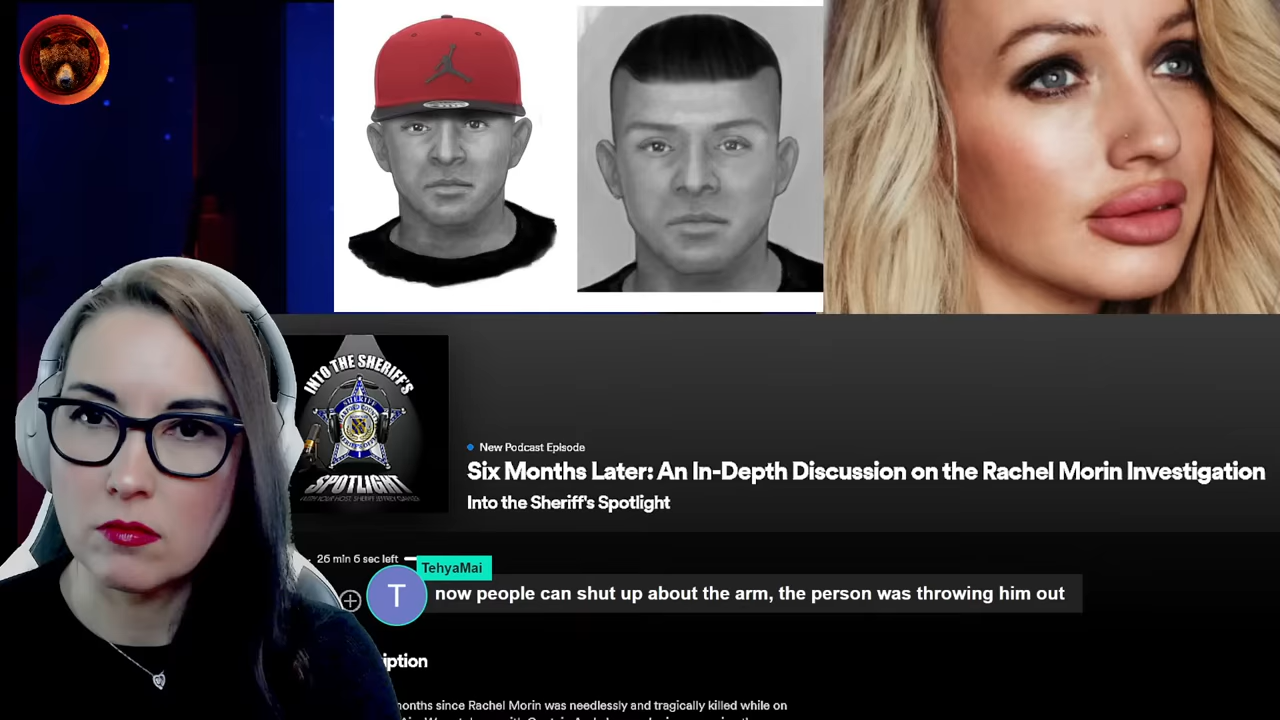 INTO THE SHERIFF'S
SHERIFF
SPOTLIGHT
New Podcast Episode
Six Months Later: An In-Depth Discussion on the Rachel Morin Investigation
Into the Sheriff's Spotlight
26 min 6 sec left
TehyaMai
T
now people can shut up about the arm, the person was throwing him out
iption
onths since Rachel Morin was needlessly and tragically killed while on